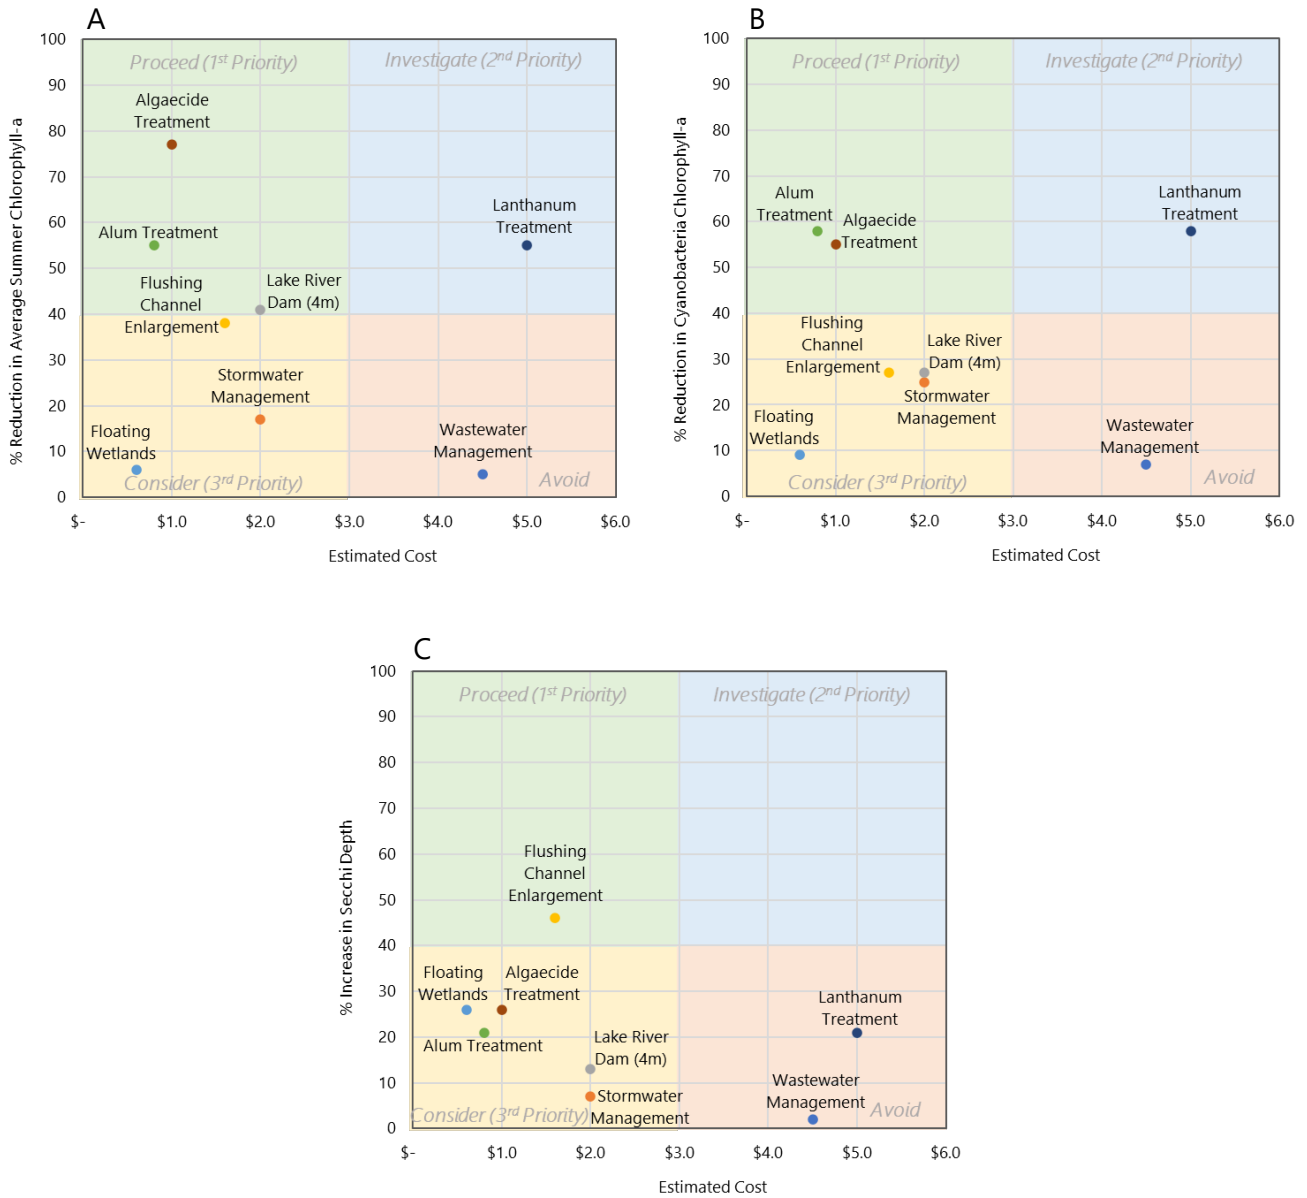 A
% Reduction in Average Summer Chlorophyll-a
100
90
80
70
60
50
40
30
20
10
0
Proceed (1st Priority)
Investigate (2nd Priority)
Algaecide
Treatment
Alum Treatment
Lanthanum
Treatment
Flushing
Channel
Enlargement
Lake River
Dam (4m)
Stormwater
Management
Floating
Wetlands
Wastewater
Management
Consider (3rd Priority)
Avoid
$-
$1.0
$2.0
$3.0
$4.0
$5.0
$6.0
Estimated Cost
B
% Reduction in Cyanobacteria Chlorophyll-a
100
90
80
70
60
50
40
30
20
10
0
Proceed (1st Priority)
Investigate (2nd Priority)
Alum
Treatment
Algaecide
Treatment
Lanthanum
Treatment
Flushing
Channel
Enlargement
Lake River
Dam (4m)
Stormwater
Management
Floating
Wetlands
Wastewater
Management
Consider (3rd Priority)
Avoid
$-
$1.0
$2.0
$3.0
$4.0
$5.0
$6.0
Estimated Cost
C
% Increase in Secchi Depth
100
90
80
70
60
50
40
30
20
10
0
Proceed (1st Priority)
Investigate (2nd Priority)
Flushing
Channel
Enlargement
Floating
Wetlands
Algaecide
Treatment
Alum Treatment
Lanthanum
Treatment
Lake River
Dam (4m)
Stormwater
Management
Wastewater
Management
Consider (3rd Priority)
Avoid
$-
$1.0
$2.0
$3.0
$4.0
$5.0
$6.0
Estimated Cost